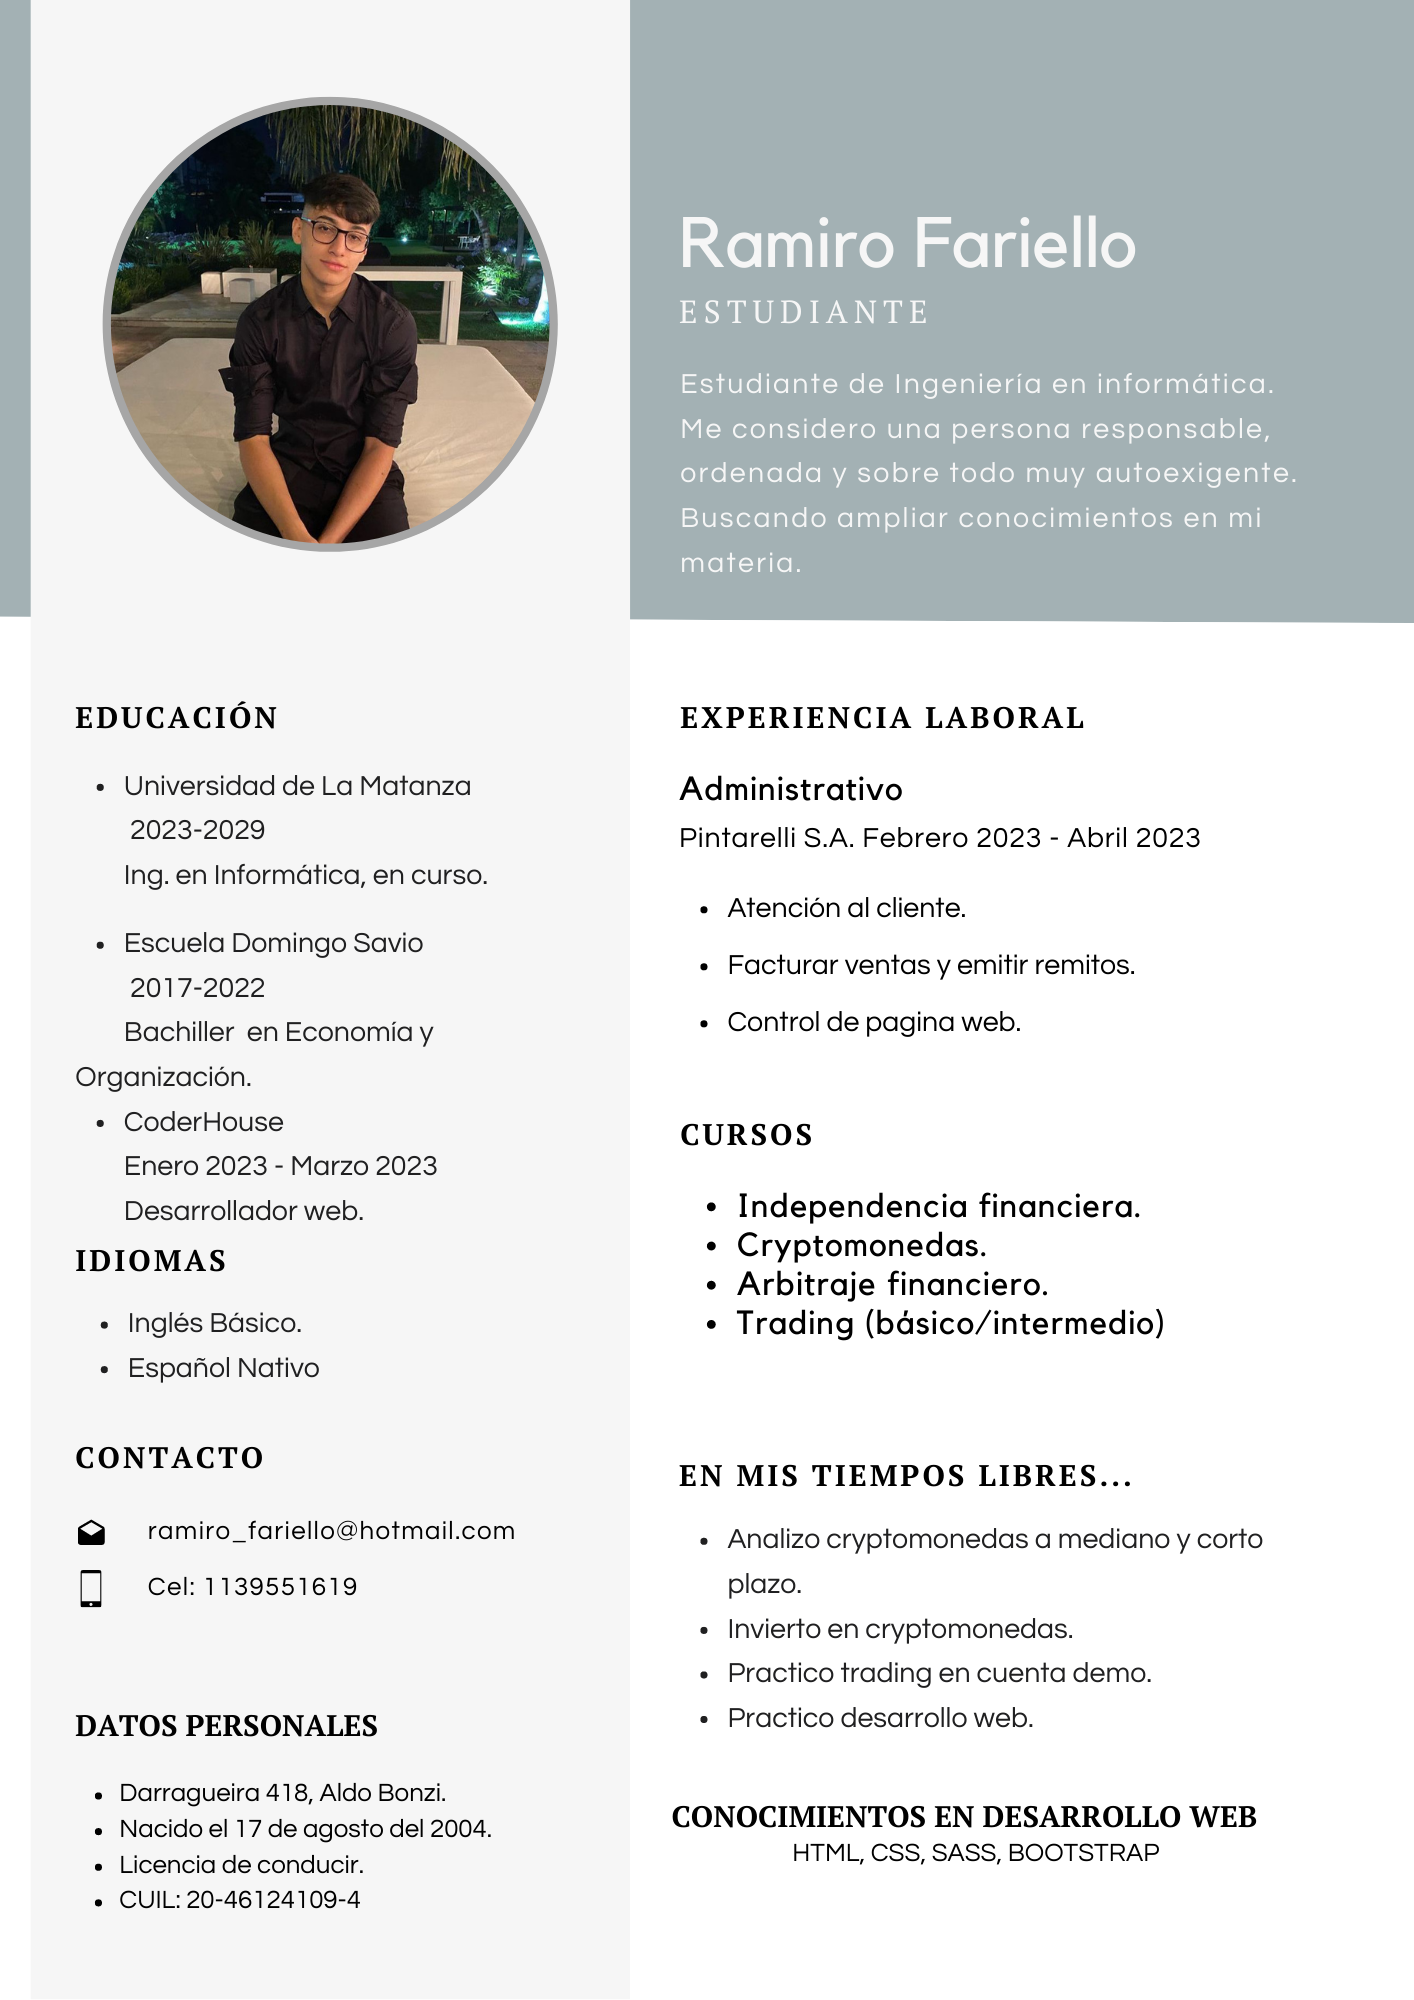 Ramiro Fariello
ESTUDIANTE
Estudiante de Ingeniería en informática.
Me considero una persona responsable,
ordenada y sobre todo muy autoexigente.
Buscando ampliar conocimientos en mi
materia.
EDUCACIÓN
• Universidad de La Matanza
2023-2029
Ing. en Informática, en curso.
• Escuela Domingo Savio
2017-2022
Bachiller en Economía y
Organización.
• CoderHouse
Enero 2023 - Marzo 2023
Desarrollador web.
IDIOMAS
• Inglés Básico.
• Español Nativo
CONTACTO
ramiro_fariello@hotmail.com
Cel: 1139551619
DATOS PERSONALES
• Darragueira 418, Aldo Bonzi.
• Nacido el 17 de agosto del 2004.
• Licencia de conducir.
• CUIL: 20-46124109-4
EXPERIENCIA LABORAL
Administrativo
Pintarelli S.A. Febrero 2023 - Abril 2023
• Atención al cliente.
• Facturar ventas y emitir remitos.
• Control de pagina web.
CURSOS
• Independencia financiera.
• Cryptomonedas.
• Arbitraje financiero.
• Trading (básico/intermedio)
EN MIS TIEMPOS LIBRES...
• Analizo cryptomonedas a mediano y corto
plazo.
• Invierto en cryptomonedas.
• Practico trading en cuenta demo.
• Practico desarrollo web.
CONOCIMIENTOS EN DESARROLLO WEB
HTML, CSS, SASS, BOOTSTRAP